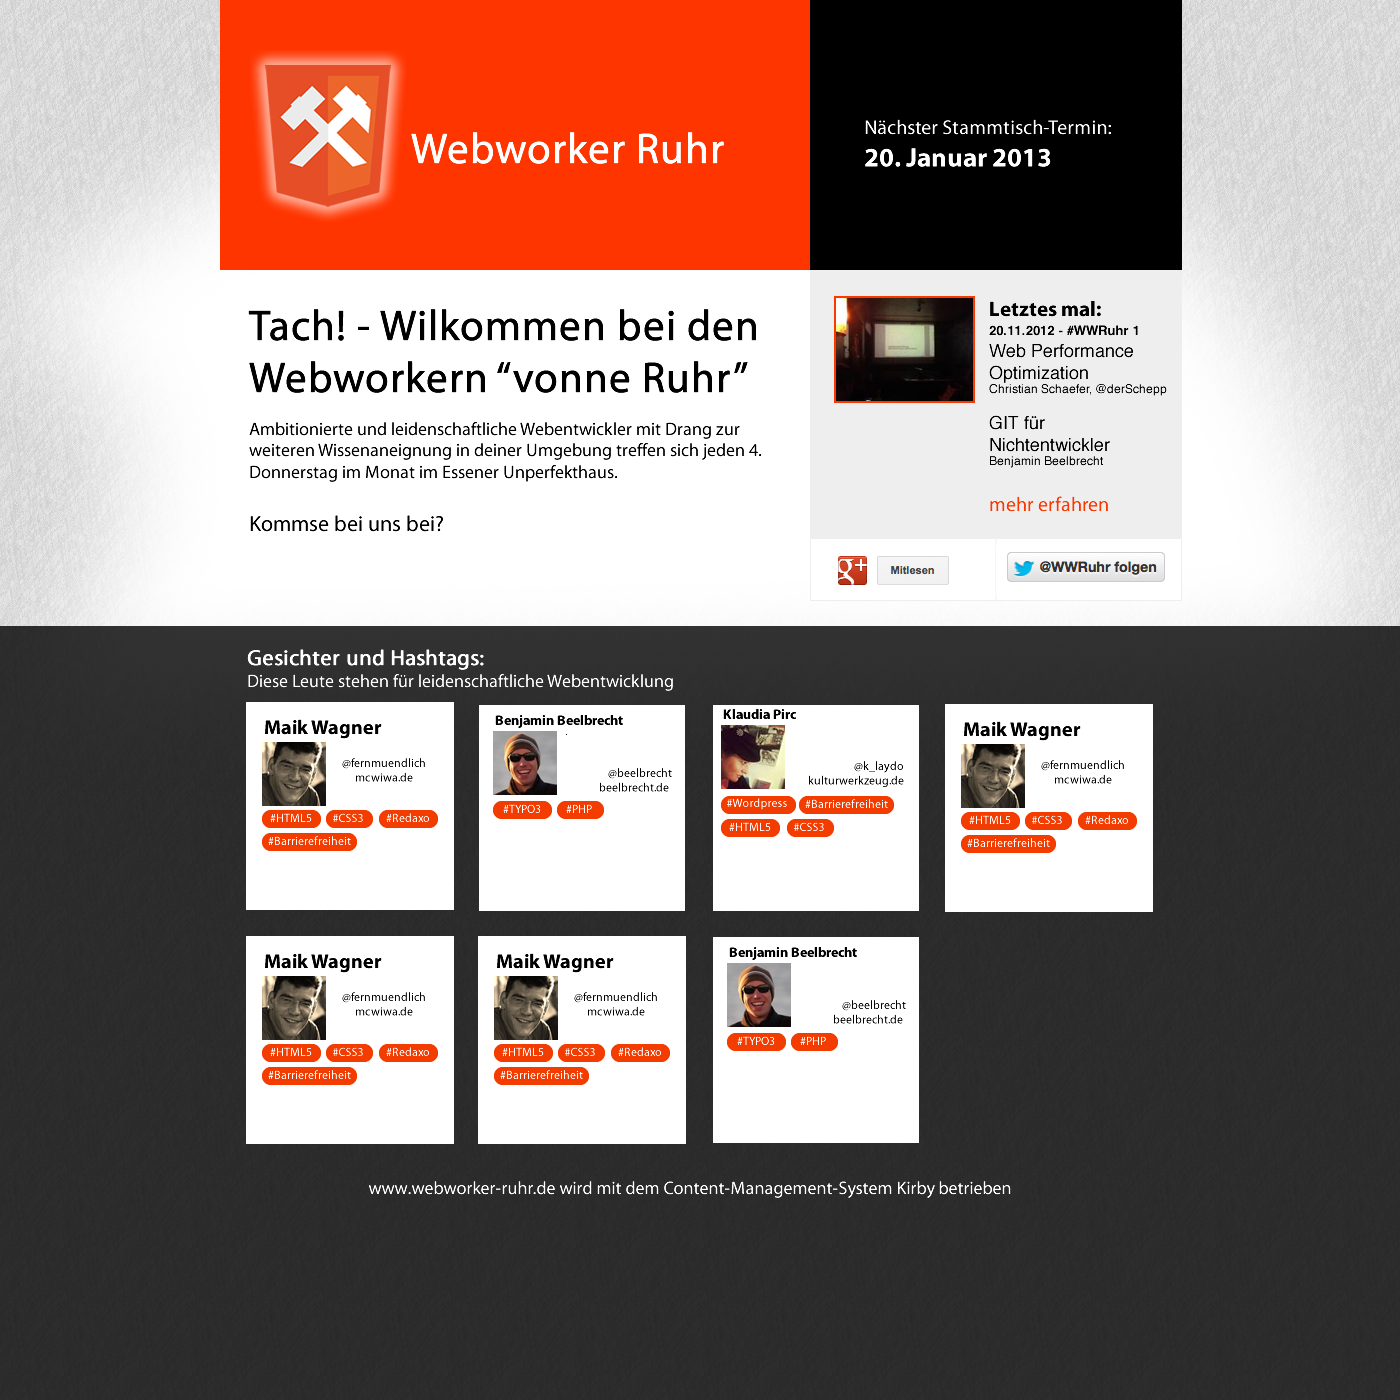 Webworker Ruhr
Nächster Stammtisch-Termin:
20. Januar 2013
Tach! - Wilkommen bei den
Webworkern “vonne Ruhr”
Ambitionierte und leidenschaftliche Webentwickler mit Drang zur
weiteren Wissenaneignung in deiner Umgebung treffen sich jeden 4.
Donnerstag im Monat im Essener Unperfekthaus.
Kommse bei uns bei?
Letztes mal:
20.11.2012 - #WWRuhr 1
Web Performance
Optimization
Christian Schaefer, @derSchepp
GIT für
Nichtentwickler
Benjamin Beelbrecht
mehr erfahren
g+
Mitlesen
@WWRuhr folgen
Gesichter und Hashtags:
Diese Leute stehen für leidenschaftliche Webentwicklung
Maik Wagner
@fernmuendlich
mcwiwa.de
#HTML5 #CSS3 #Redaxo
#Barrierefreiheit
Benjamin Beelbrecht
@beelbrecht
beelbrecht.de
#TYPO3 #PHP
Klaudia Pirc
@k_laydo
kulturwerkzeug.de
#Wordpress #Barrierefreiheit
#HTML5 #CSS3
Maik Wagner
@fernmuendlich
mcwiwa.de
#HTML5 #CSS3 #Redaxo
#Barrierefreiheit
Maik Wagner
@fernmuendlich
mcwiwa.de
#HTML5 #CSS3 #Redaxo
#Barrierefreiheit
Maik Wagner
@fernmuendlich
mcwiwa.de
#HTML5 #CSS3 #Redaxo
#Barrierefreiheit
Benjamin Beelbrecht
@beelbrecht
beelbrecht.de
#TYPO3 #PHP
www.webworker-ruhr.de wird mit dem Content-Management-System Kirby betrieben